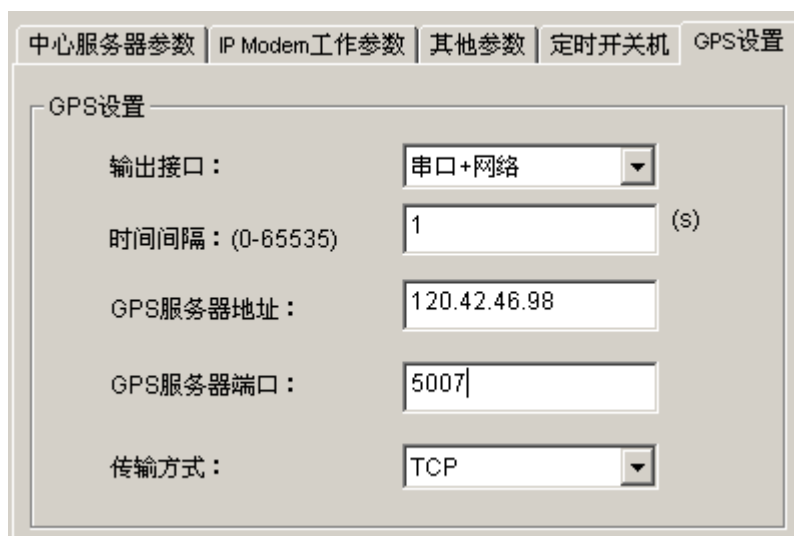 中心服务器参数 IP Modem工作参数 其他参数 定时开关机 GPS设置
GPS设置
输出接口： 串口+网络
时间间隔：(0-65535) 1 (s)
GPS服务器地址： 120.42.46.98
GPS服务器端口： 5007
传输方式： TCP